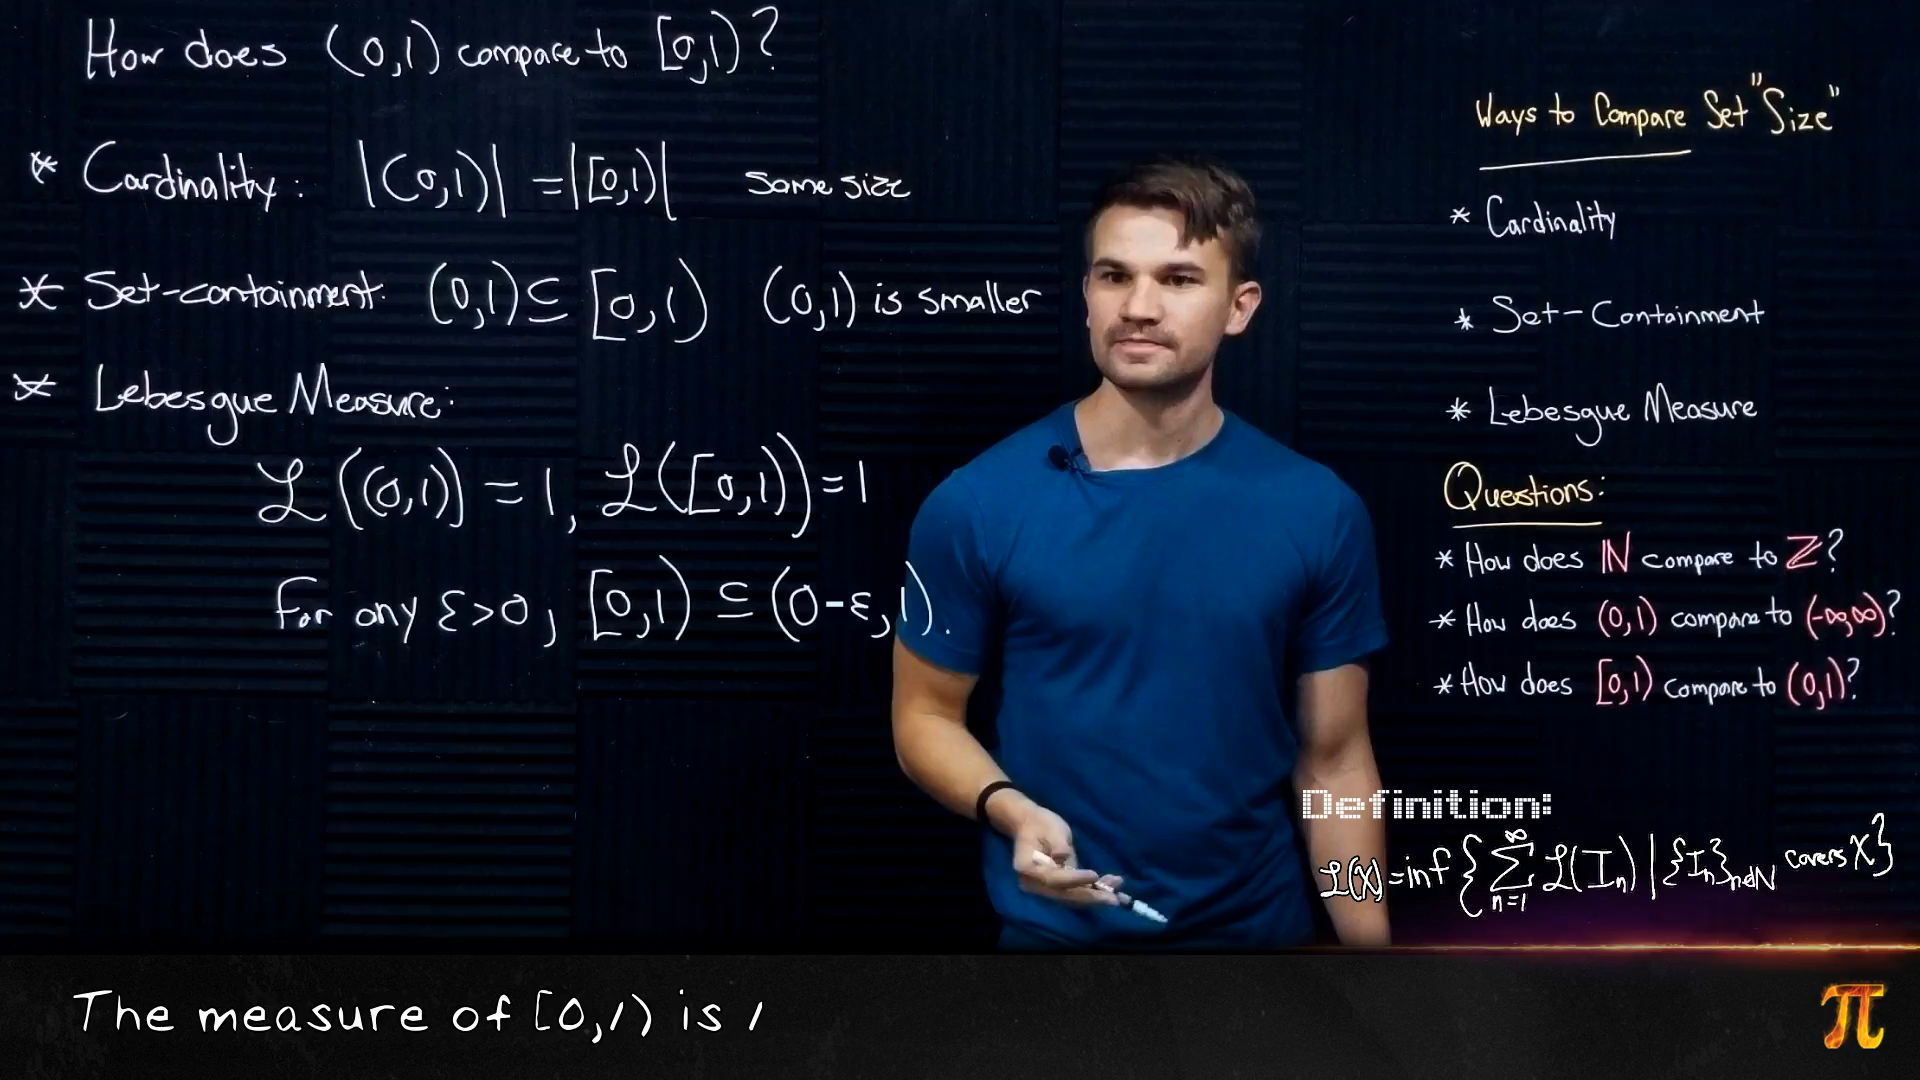 How does (0,1) compare to [0,1)?
* Cardinality: |(0,1)| = |[0,1)| same size
* Set-containment: (0,1) ⊆ [0,1) (0,1) is smaller
* Lebesgue Measure:
ℒ((0,1)) = 1, ℒ([0,1)) = 1
For any ε>0, [0,1) ⊆ (0-ε,1).
Ways to Compare Set "Size"
* Cardinality
* Set-Containment
* Lebesgue Measure
Questions:
* How does ℕ compare to ℤ?
* How does (0,1) compare to (-∞,∞)?
* How does [0,1) compare to (0,1)?
Definition:
ℒ(X)=inf{∑_{n=1}^{∞} ℒ(I_n) | {I_n}_{n∈ℕ} covers X}
The measure of [0,1) is 1
π